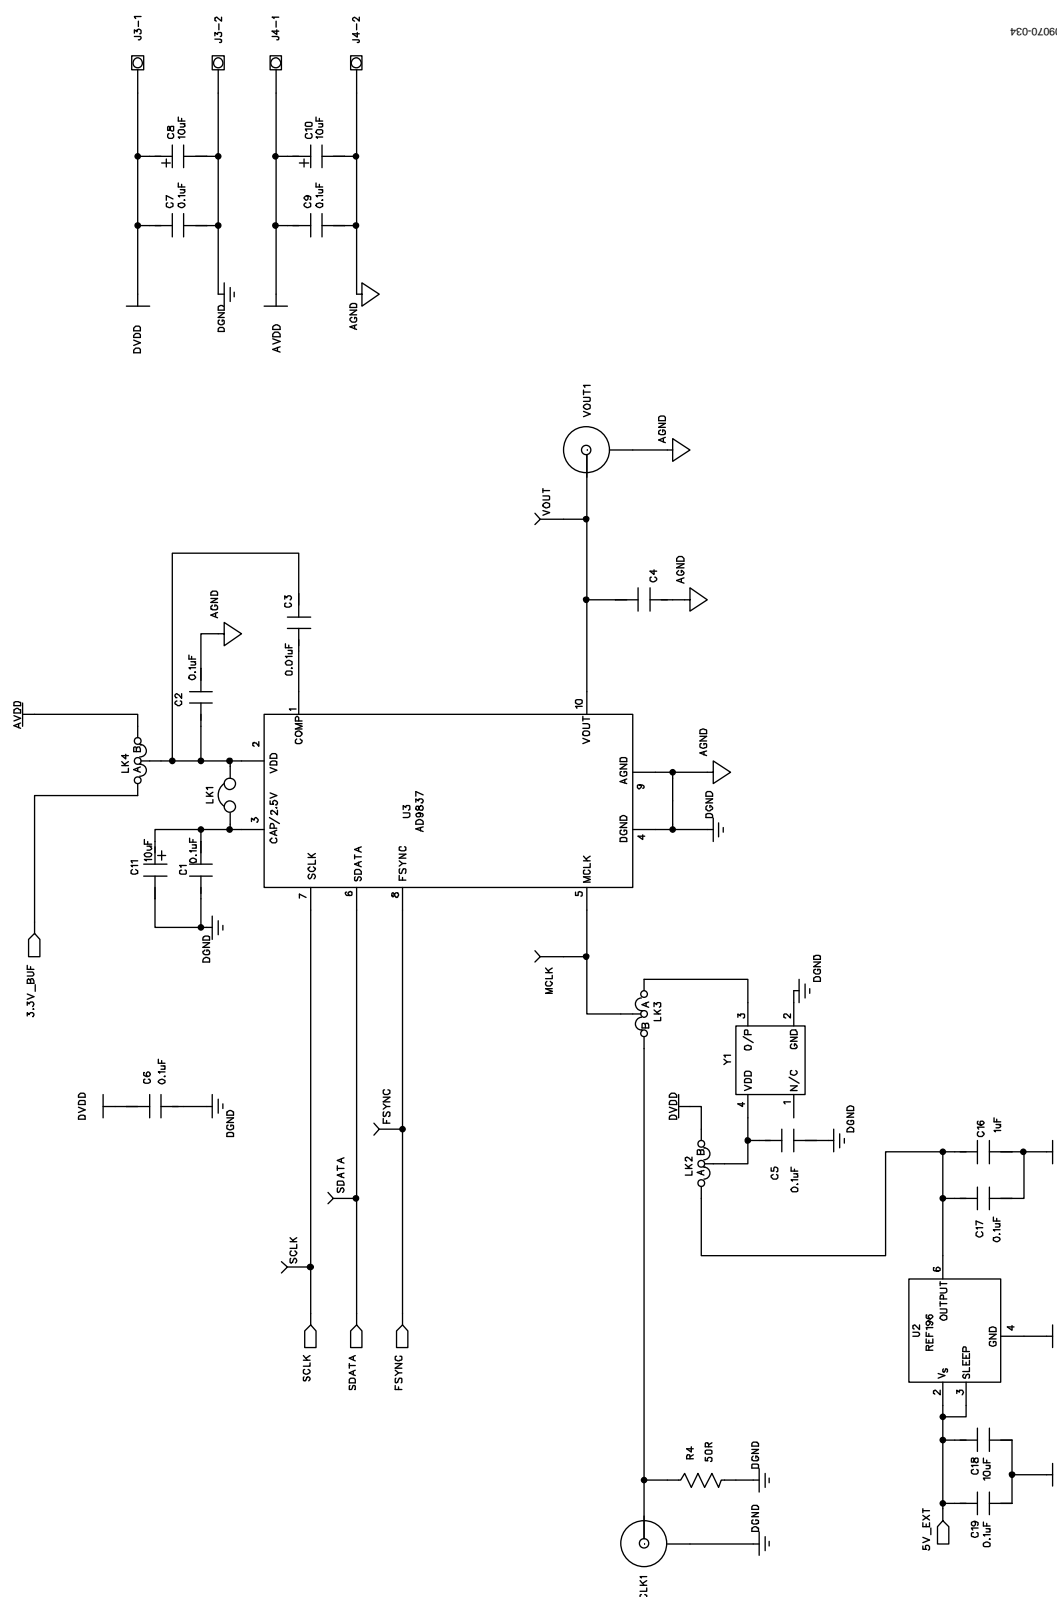 J3-1
J3-2
J4-1
J4-2
C8
10uF
+
C10
10uF
+
C7
0.1uF
C9
0.1uF
DVDD
DGND
AVDD
AGND
09070-034
VOUT1
AGND
VOUT
C4
AGND
C3
0.01uF
AGND
0.1uF
C2
AVDD
LK4
A
B
3.3V_BUF
LK1
C11
10uF
+
C1
0.1uF
DGND
1
COMP
2
VDD
3
CAP/2.5V
U3
AD9837
10
VOUT
AGND
9
DGND
4
AGND
DGND
7
SCLK
6
SDATA
8
FSYNC
5
MCLK
MCLK
DVDD
C6
0.1uF
DGND
FSYNC
SDATA
SCLK
SCLK
SDATA
FSYNC
LK3
A
B
DGND
Y1
3
O/P
2
GND
4
VDD
1
N/C
DVDD
LK2
A
B
C5
0.1uF
DGND
C16
1uF
C17
0.1uF
U2
REF196
6
OUTPUT
GND
4
2
Vs
3
SLEEP
C18
10uF
C19
0.1uF
5V_EXT
R4
50R
DGND
DGND
CLK1